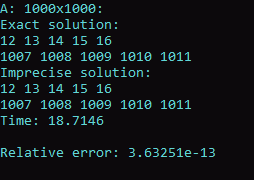 A: 1000x1000:
Exact solution:
12 13 14 15 16
1007 1008 1009 1010 1011
Imprecise solution:
12 13 14 15 16
1007 1008 1009 1010 1011
Time: 18.7146
Relative error: 3.63251e-13